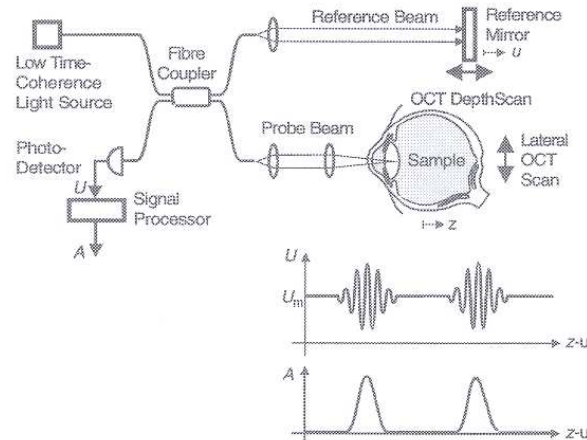 Reference Beam
Reference
Mirror
u
Fibre
Coupler
Low Time-
Coherence
Light Source
OCT DepthScan
Probe Beam
Photo-
Detector
Sample
Lateral
OCT
Scan
U
Signal
Processor
z
A
U
Um
z-u
A
z-u